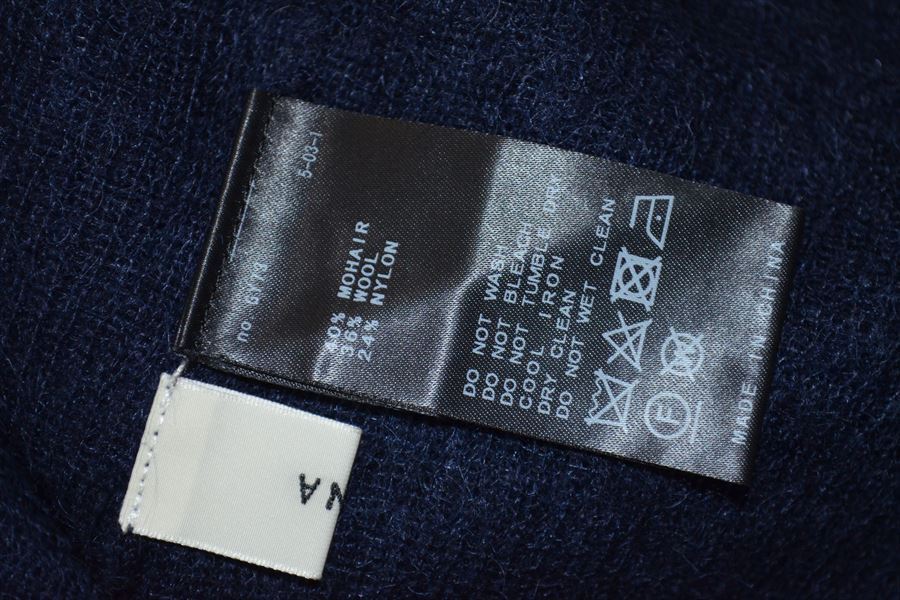 no GY79
5-03-1
40% MOHAIR
36% WOOL
24% NYLON
DO NOT WASH
DO NOT BLEACH
DO NOT TUMBLE DRY
COOL IRON
DRY CLEAN
DO NOT WET CLEAN
F W
MADE IN CHINA